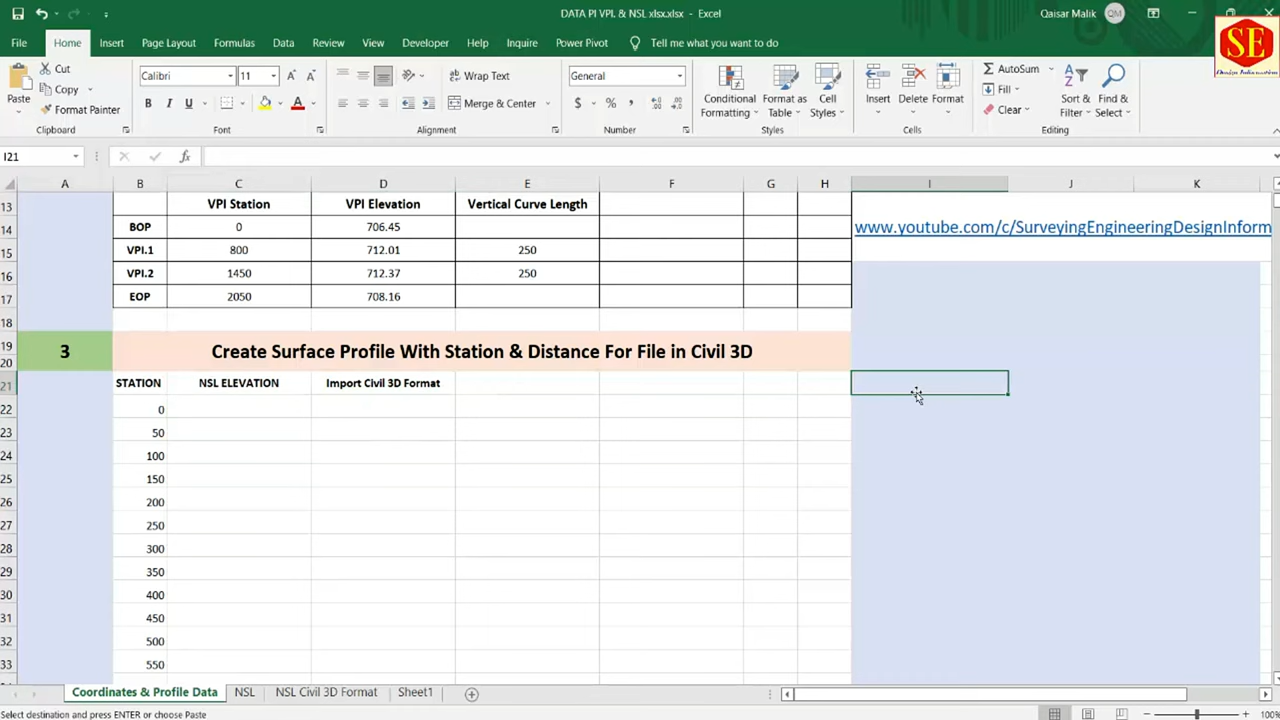 DATA PI VPI. & NSL xlsx.xlsx - Excel
Qaisar Malik QM
SE
File Home Insert Page Layout Formulas Data Review View Developer Help Inquire Power Pivot Tell me what you want to do
Paste Cut Copy Format Painter
Calibri 11
B I U A
Wrap Text
Merge & Center
General
$ % ,
Conditional Formatting
Format as Table
Cell Styles
Insert Delete Format
AutoSum
Fill
Clear
Sort & Filter
Find & Select
Clipboard Font Alignment Number Styles Cells Editing
I21 fx
A B C D E F G H I J K
13 VPI Station VPI Elevation Vertical Curve Length
14 BOP 0 706.45 www.youtube.com/c/SurveyingEngineeringDesignInform
15 VPI.1 800 712.01 250
16 VPI.2 1450 712.37 250
17 EOP 2050 708.16
18
19 3 Create Surface Profile With Station & Distance For File in Civil 3D
20
21 STATION NSL ELEVATION Import Civil 3D Format
22 0
23 50
24 100
25 150
26 200
27 250
28 300
29 350
30 400
31 450
32 500
33 550
Coordinates & Profile Data NSL NSL Civil 3D Format Sheet1
Select destination and press ENTER or choose Paste
100%